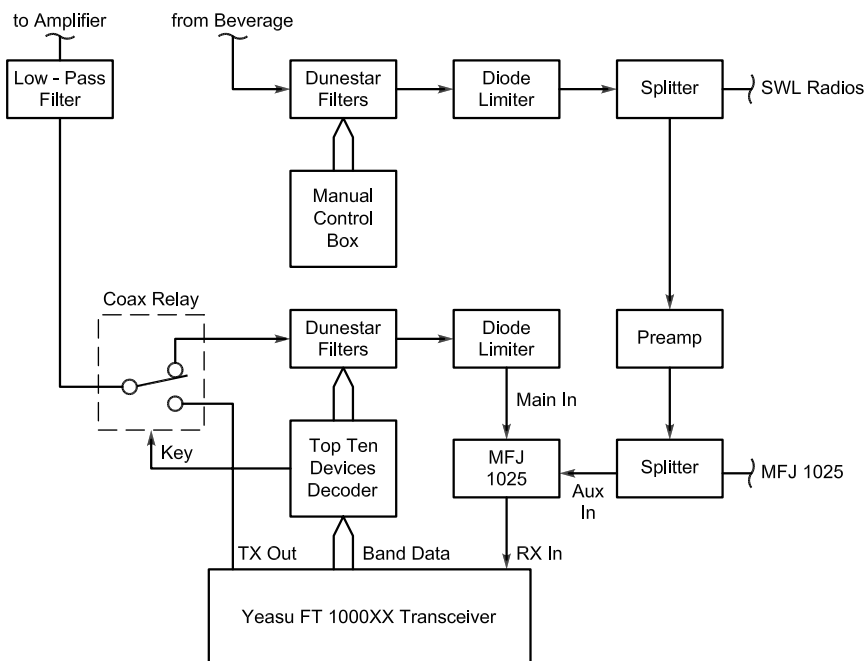 to Amplifier
from Beverage
Low - Pass
Filter
Dunestar
Filters
Diode
Limiter
Splitter
SWL Radios
Manual
Control
Box
Coax Relay
Dunestar
Filters
Diode
Limiter
Preamp
Main In
Key
Top Ten
Devices
Decoder
MFJ
1025
Aux
In
Splitter
MFJ 1025
TX Out
Band Data
RX In
Yeasu FT 1000XX Transceiver